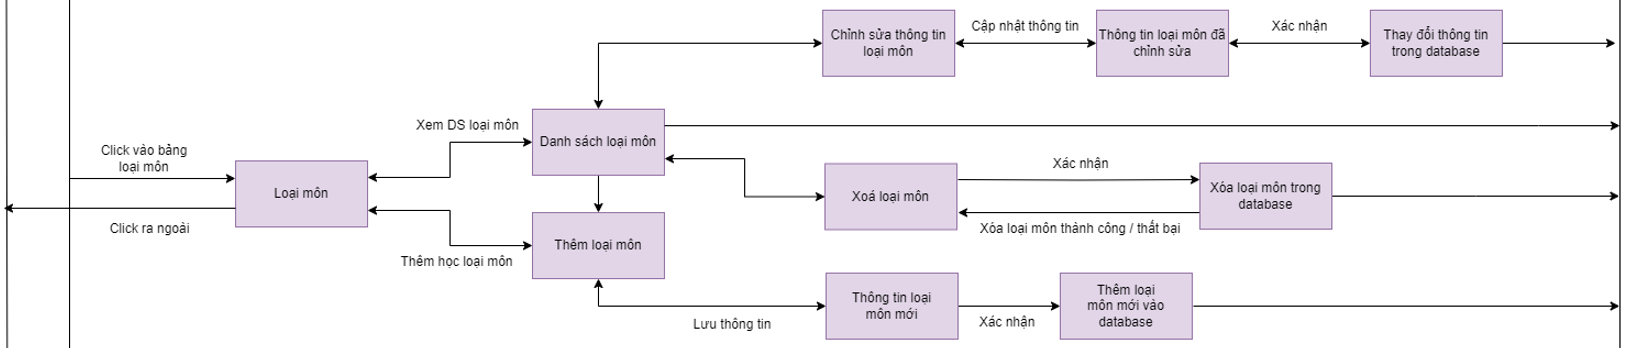 Chỉnh sửa thông tin
loại môn
Cập nhật thông tin
Thông tin loại môn đã
chỉnh sửa
Xác nhận
Thay đổi thông tin
trong database
Xem DS loại môn
Danh sách loại môn
Click vào bảng
loại môn
Loại môn
Click ra ngoài
Xoá loại môn
Xác nhận
Xóa loại môn trong
database
Xóa loại môn thành công / thất bại
Thêm học loại môn
Thêm loại môn
Lưu thông tin
Thông tin loại
môn mới
Xác nhận
Thêm loại
môn mới vào
database